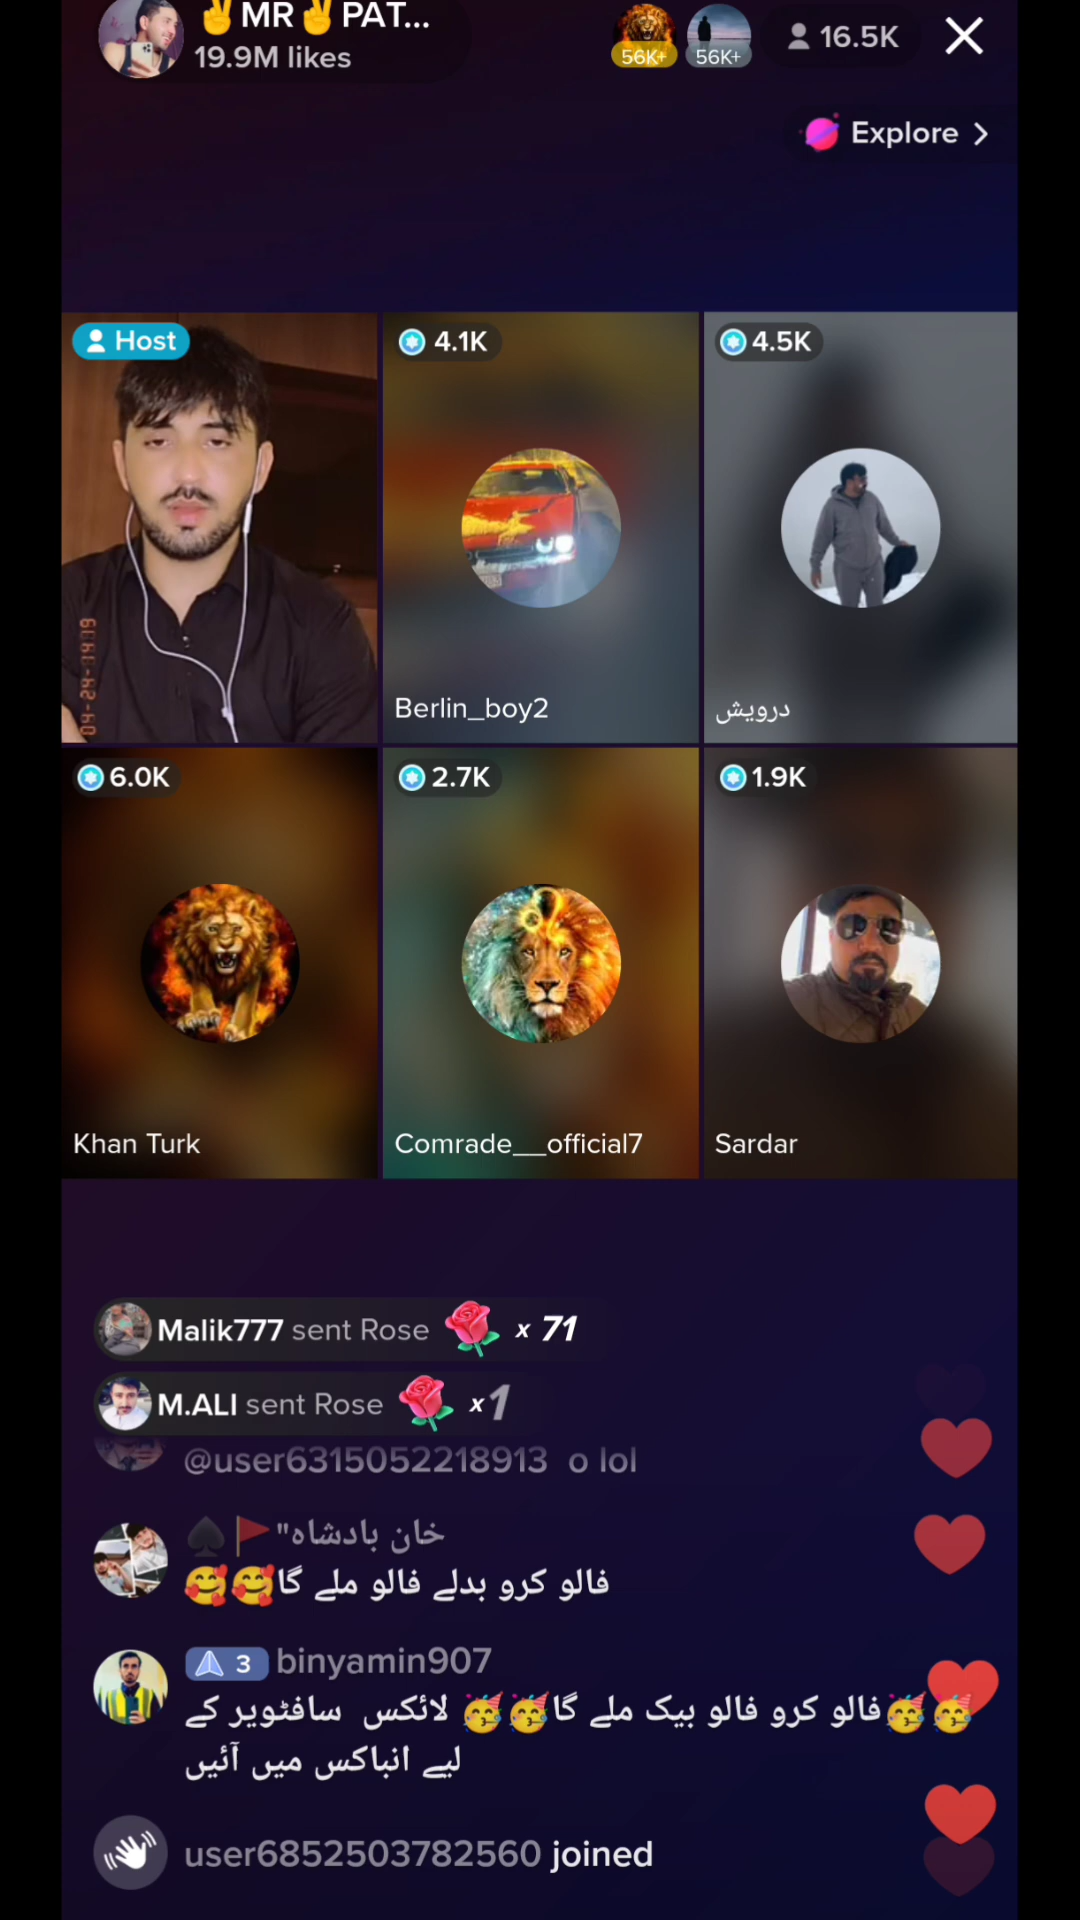 ✌️MR✌️PAT...
19.9M likes
56K+
56K+
16.5K
Explore
Host
4.1K
4.5K
Berlin_boy2
درویش
6.0K
2.7K
1.9K
Khan Turk
Comrade__official7
Sardar
Malik777 sent Rose x 71
M.ALI sent Rose x1
@user6315052218913 o lol
♠️🚩"خان بادشاہ
فالو کرو بدلے فالو ملے گا🥰🥰
3 binyamin907
🥳🥳فالو کرو فالو بیک ملے گا🥳🥳 لائکس سافٹویر کے
لیے انباکس میں آئیں
user6852503782560 joined